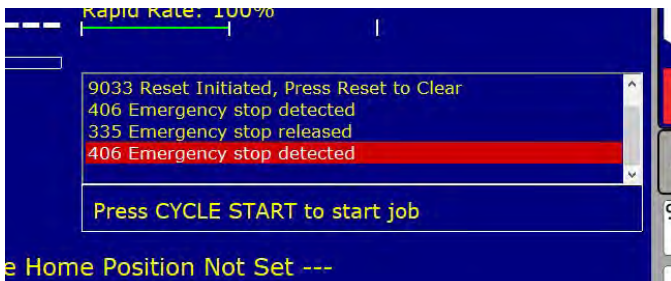 Rapid Rate: 100%
9033 Reset Initiated, Press Reset to Clear
406 Emergency stop detected
335 Emergency stop released
406 Emergency stop detected
Press CYCLE START to start job
e Home Position Not Set ---